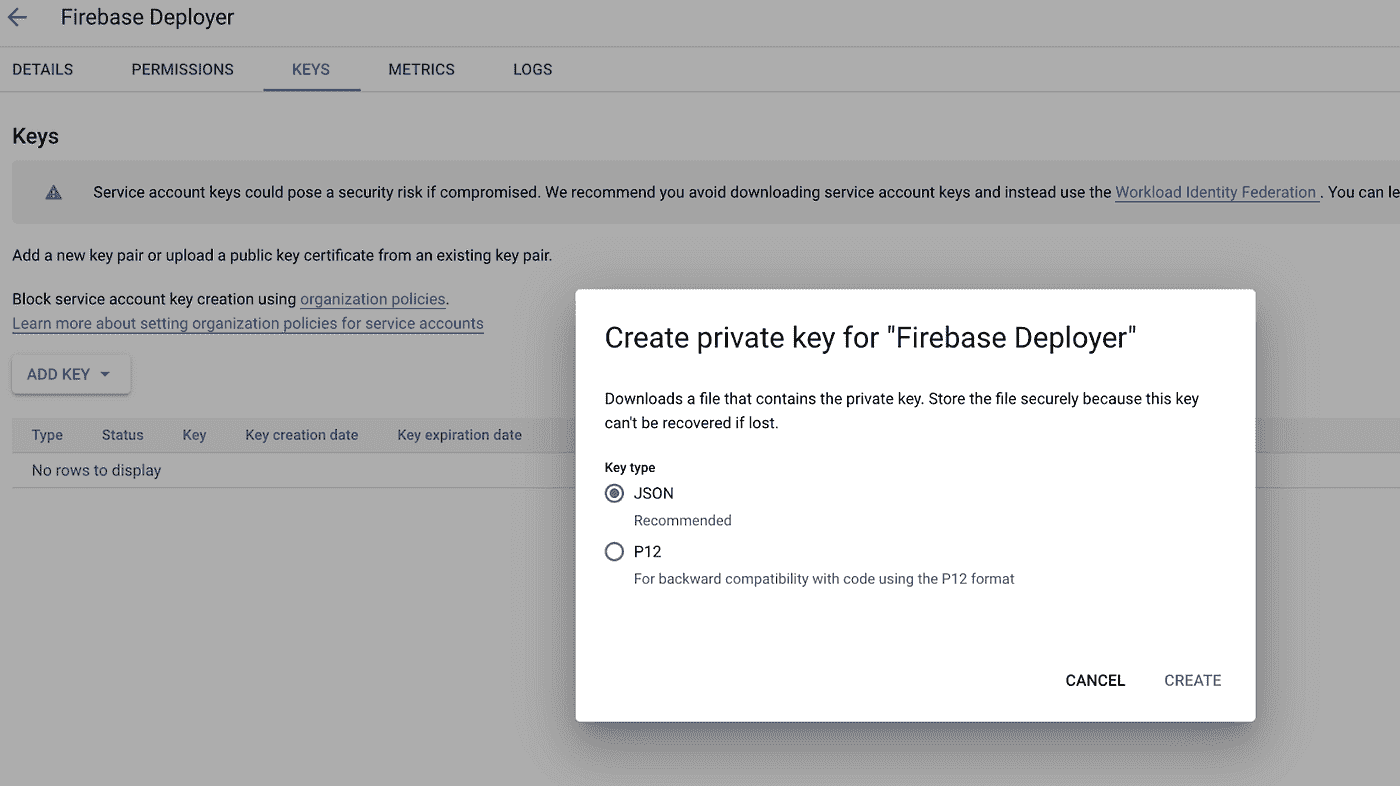 Firebase Deployer
DETAILS PERMISSIONS KEYS METRICS LOGS
Keys
Service account keys could pose a security risk if compromised. We recommend you avoid downloading service account keys and instead use the Workload Identity Federation . You can le
Add a new key pair or upload a public key certificate from an existing key pair.
Block service account key creation using organization policies.
Learn more about setting organization policies for service accounts
ADD KEY
Type Status Key Key creation date Key expiration date
No rows to display
Create private key for "Firebase Deployer"
Downloads a file that contains the private key. Store the file securely because this key
can't be recovered if lost.
Key type
JSON
Recommended
P12
For backward compatibility with code using the P12 format
CANCEL CREATE